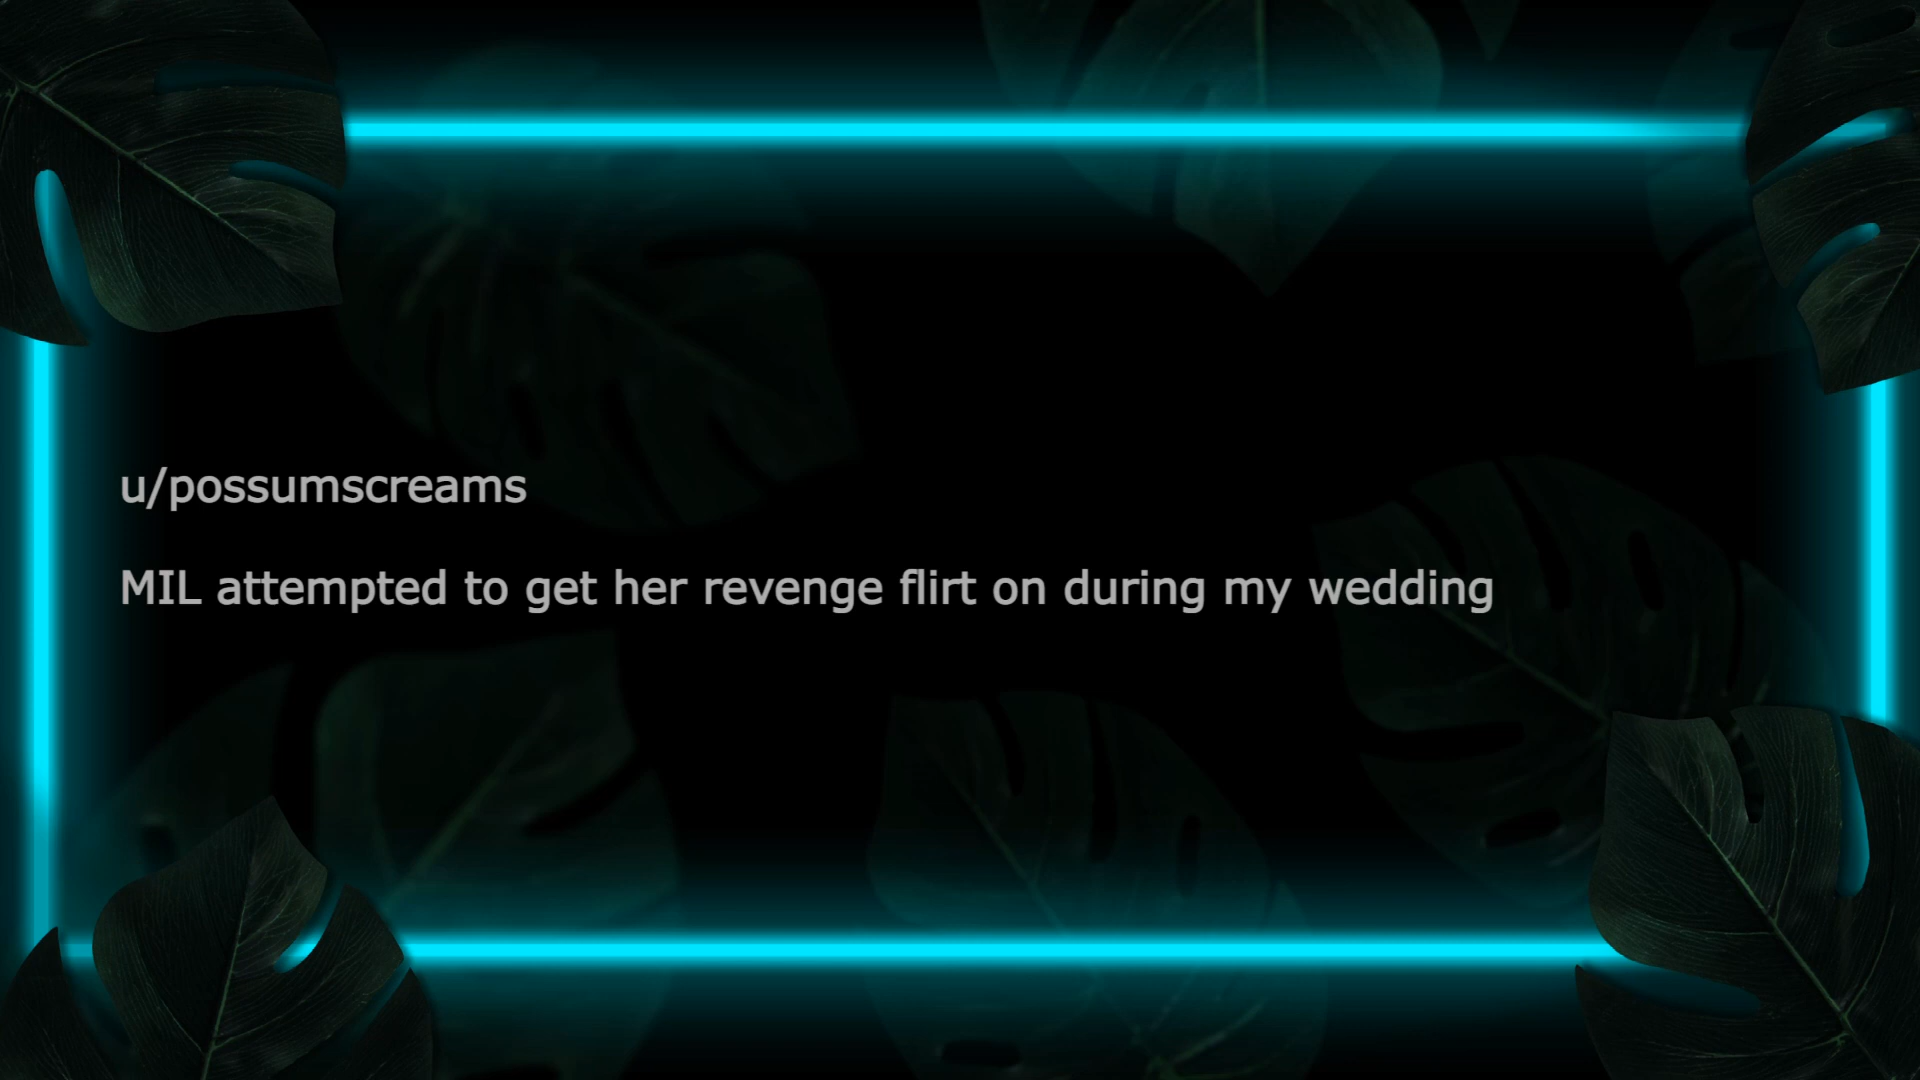 u/possumscreams
MIL attempted to get her revenge flirt on during my wedding